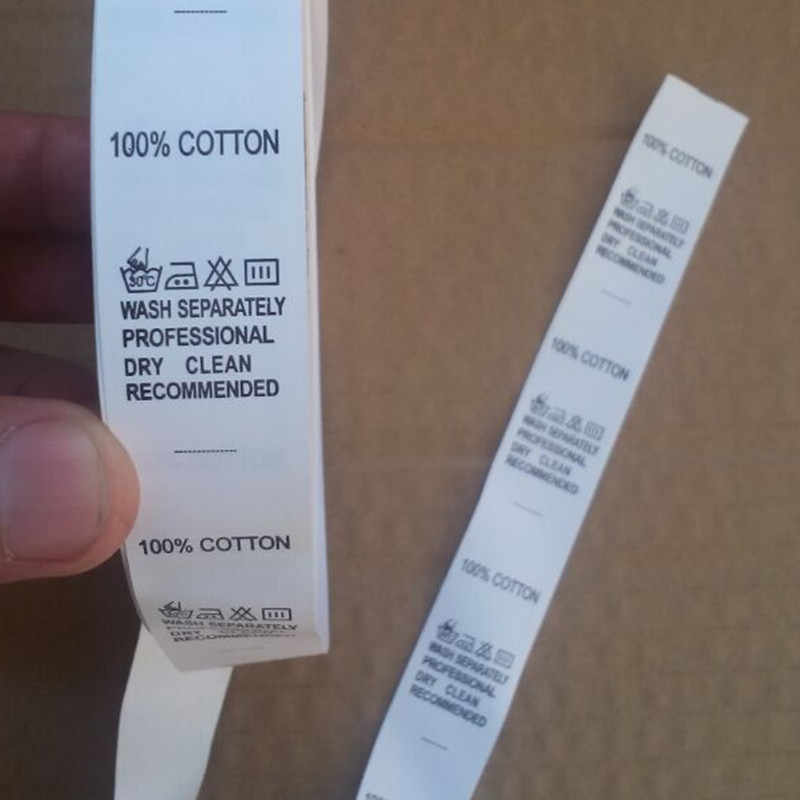 100% COTTON
30°C
WASH SEPARATELY
PROFESSIONAL
DRY CLEAN
RECOMMENDED
100% COTTON
WASH SEPARATELY
DRY
RECOMMENDED
100% COTTON
WASH SEPARATELY
PROFESSIONAL
DRY CLEAN
RECOMMENDED
100% COTTON
WASH SEPARATELY
PROFESSIONAL
DRY CLEAN
RECOMMENDED
100% COTTON
WASH SEPARATELY
PROFESSIONAL
DRY CLEAN
RECOMMENDED